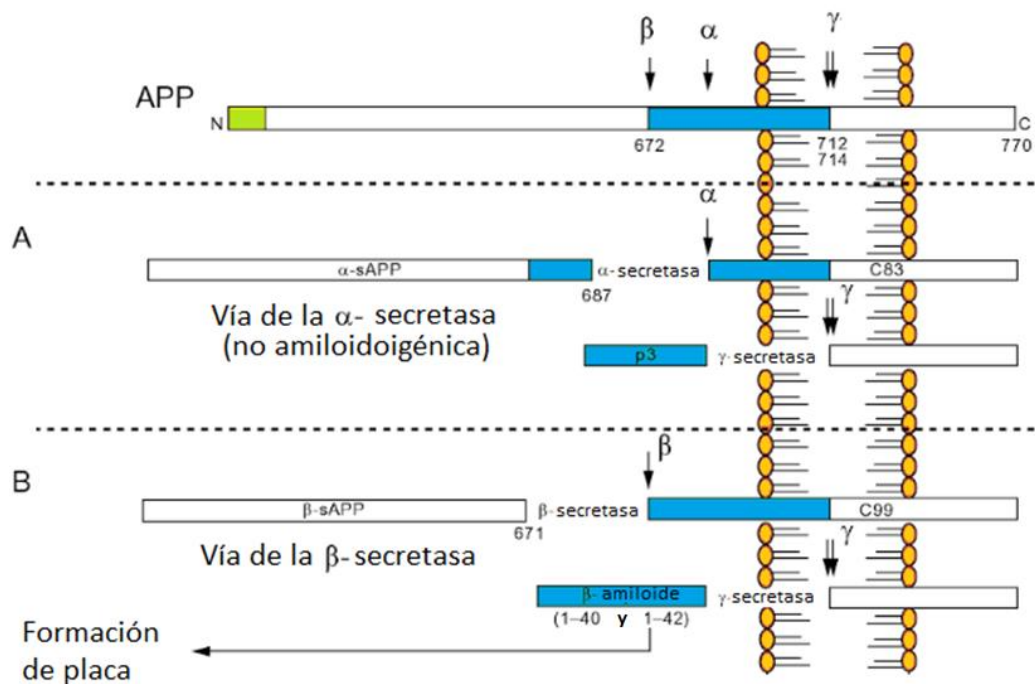 β α γ
APP
N C
672 712 770
714
A
α
α-sAPP α-secretasa C83
687
γ
Vía de la α- secretasa
(no amiloidoigénica)
p3 γ-secretasa
B
β
β-sAPP β-secretasa C99
671
γ
Vía de la β-secretasa
β-amiloide γ-secretasa
(1–40 y 1–42)
Formación
de placa